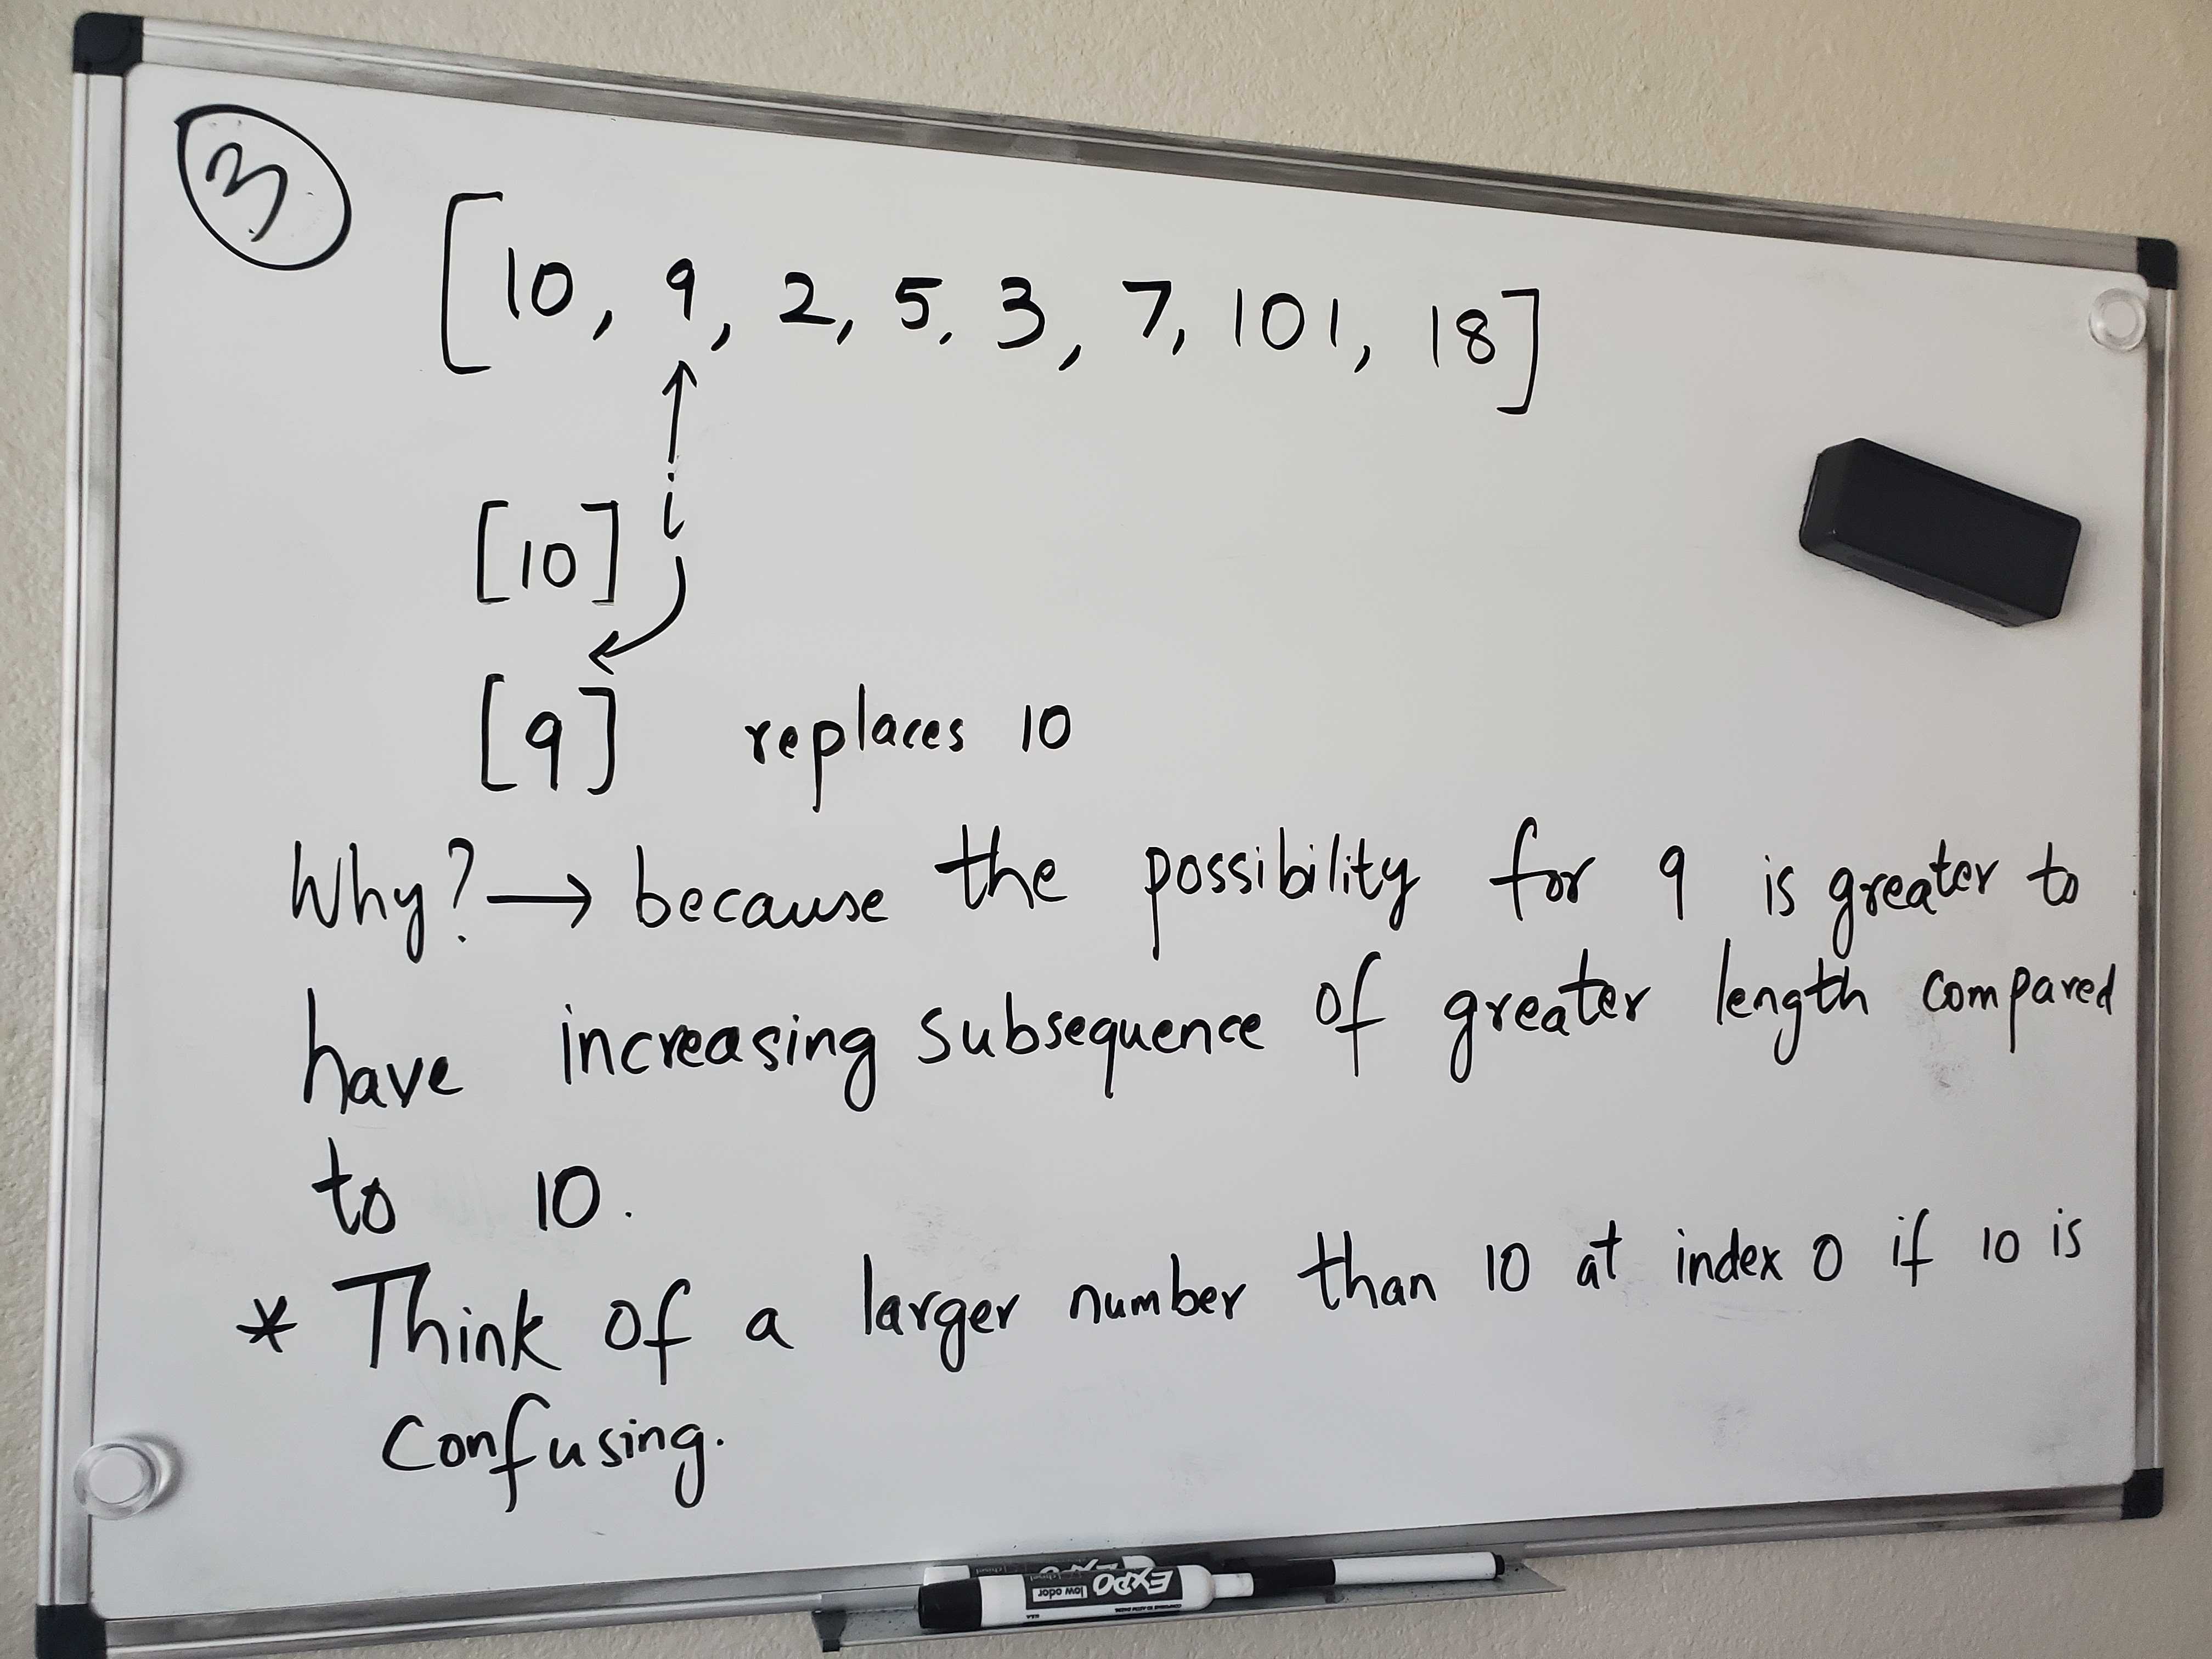 3
[10, 9, 2, 5, 3, 7, 101, 18]
i
[10]
[9] replaces 10
Why? → because the possibility for 9 is greater to
have increasing subsequence of greater length compared
to 10.
* Think of a larger number than 10 at index 0 if 10 is
confusing.
EXPO
low odor